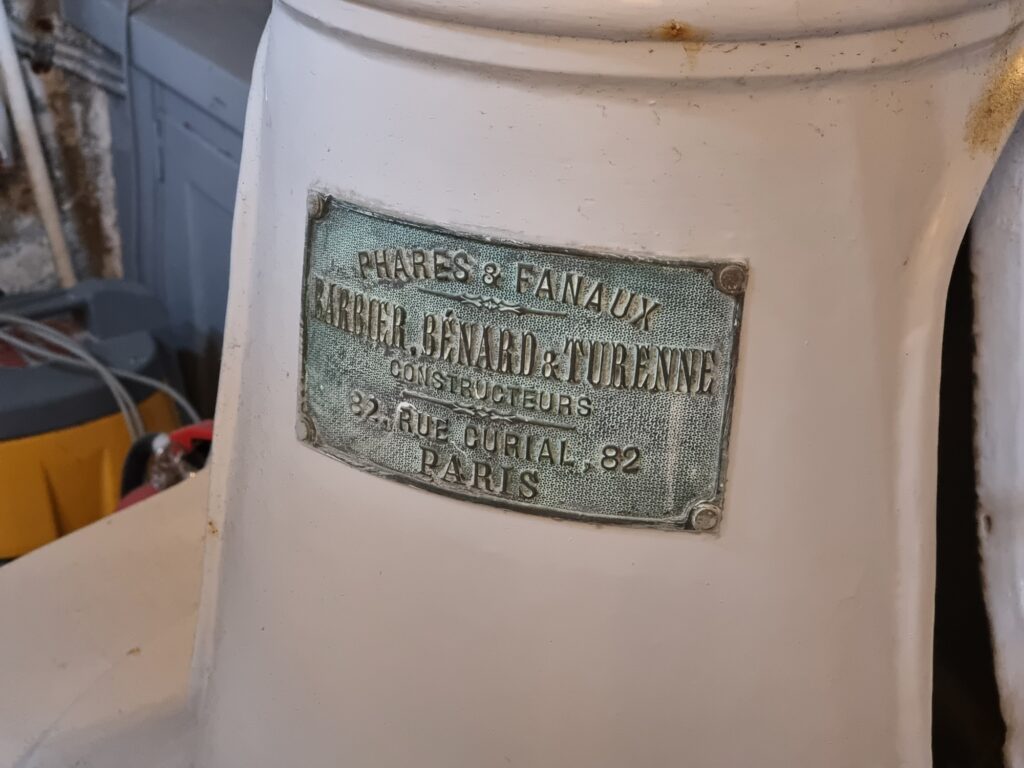 PHARES & FANAUX
BARBIER, BÉNARD & TURENNE
CONSTRUCTEURS
82, RUE CURIAL, 82
PARIS